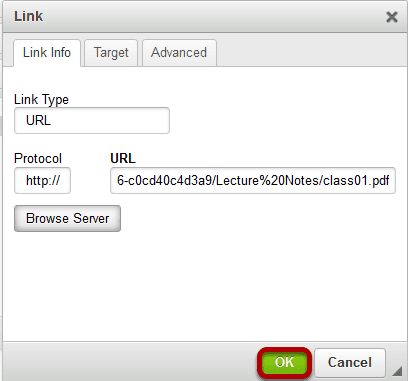 Link
Link Info Target Advanced
Link Type
URL
Protocol URL
http:// 6-c0cd40c4d3a9/Lecture%20Notes/class01.pdf
Browse Server
OK Cancel